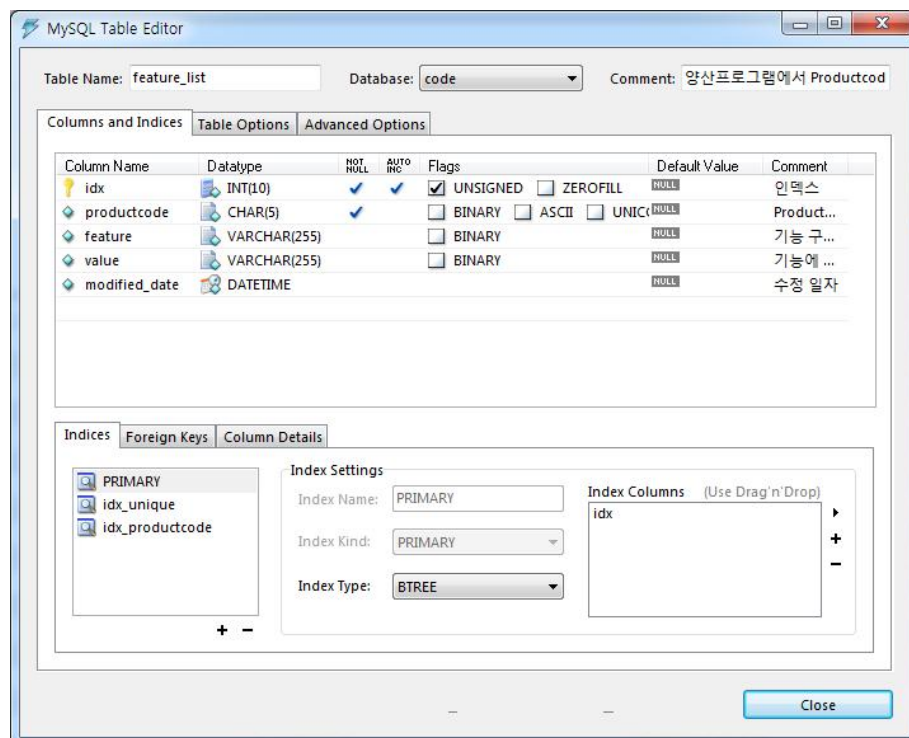 MySQL Table Editor
Table Name: feature_list Database: code Comment: 양산프로그램에서 Productcod
Columns and Indices Table Options Advanced Options
Column Name Datatype NOT NULL AUTO INC Flags Default Value Comment
idx INT(10) UNSIGNED ZEROFILL NULL 인덱스
productcode CHAR(5) BINARY ASCII UNIC NULL Product...
feature VARCHAR(255) BINARY NULL 기능 구...
value VARCHAR(255) BINARY NULL 기능에 ...
modified_date DATETIME NULL 수정 일자
Indices Foreign Keys Column Details
PRIMARY
idx_unique
idx_productcode
Index Settings
Index Name: PRIMARY
Index Kind: PRIMARY
Index Type: BTREE
Index Columns (Use Drag'n'Drop)
idx
Close